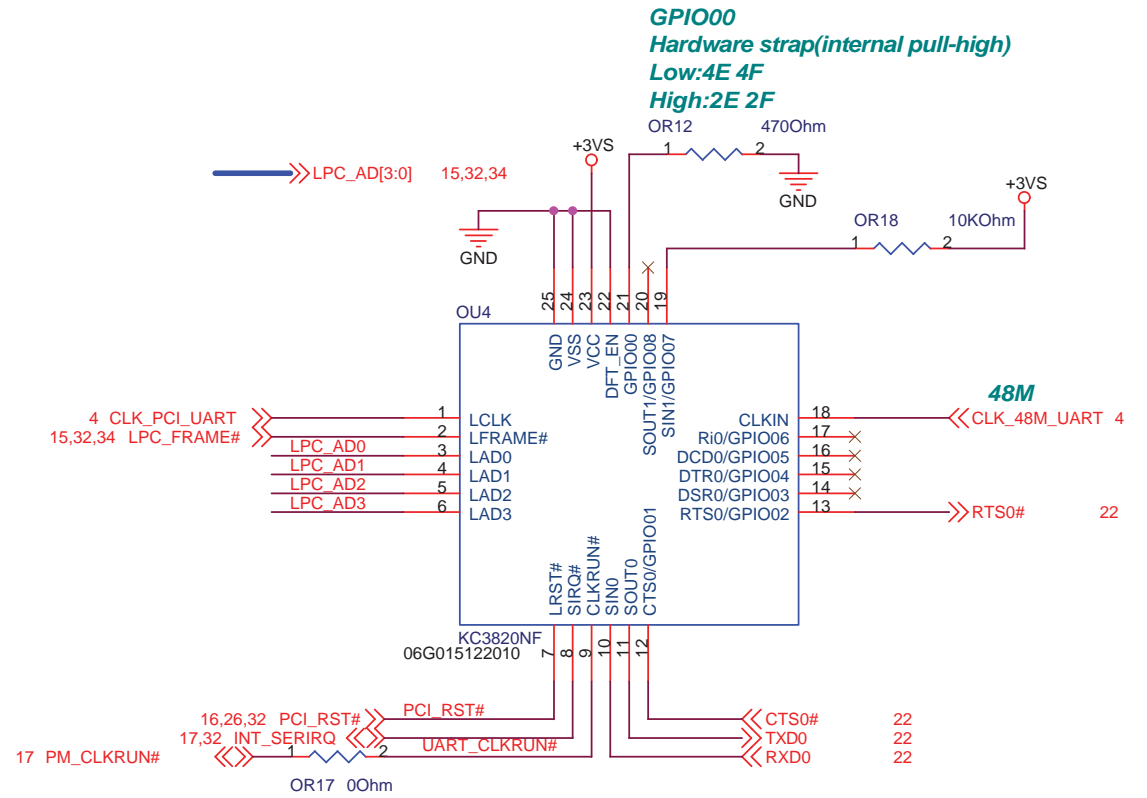 GPIO00
Hardware strap(internal pull-high)
Low:4E 4F
High:2E 2F
OR12 470Ohm
1 2
+3VS
GND
LPC_AD[3:0] 15,32,34
+3VS
OR18 10KOhm
1 2
GND
25 24 23 22 21 20 19
OU4
GND VSS VCC DFT_EN GPIO00 SOUT1/GPIO08 SIN1/GPIO07
48M
4 CLK_PCI_UART 1 LCLK
CLKIN 18 CLK_48M_UART 4
15,32,34 LPC_FRAME# 2 LFRAME#
Ri0/GPIO06 17
LPC_AD0 3 LAD0
DCD0/GPIO05 16
LPC_AD1 4 LAD1
DTR0/GPIO04 15
LPC_AD2 5 LAD2
DSR0/GPIO03 14
LPC_AD3 6 LAD3
RTS0/GPIO02 13 RTS0# 22
LRST# SIRQ# CLKRUN# SIN0 SOUT0 CTS0/GPIO01
KC3820NF
06G015122010
7 8 9 10 11 12
16,26,32 PCI_RST# PCI_RST#
CTS0# 22
17,32 INT_SERIRQ
TXD0 22
17 PM_CLKRUN# 1 2 UART_CLKRUN#
RXD0 22
OR17 0Ohm